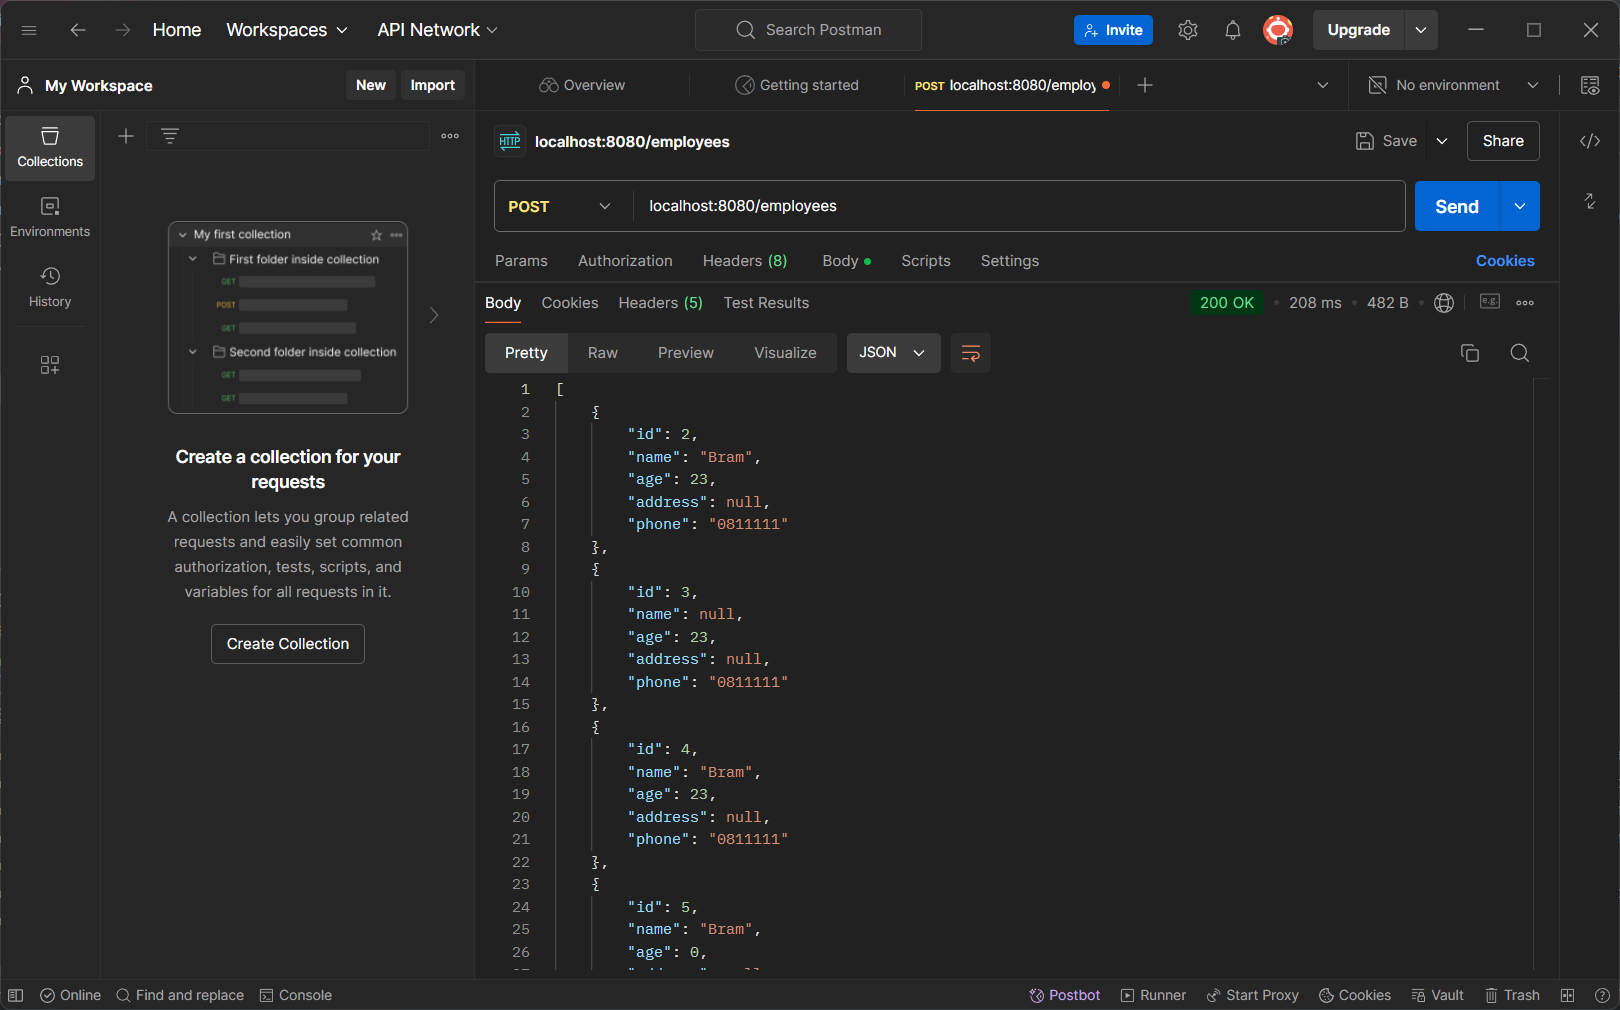 Home Workspaces API Network Search Postman Invite Upgrade
My Workspace New Import Overview Getting started POST localhost:8080/employ No environment
Collections
Environments
History
My first collection
First folder inside collection
GET
POST
GET
Second folder inside collection
GET
GET
Create a collection for your
requests
A collection lets you group related
requests and easily set common
authorization, tests, scripts, and
variables for all requests in it.
Create Collection
HTTP localhost:8080/employees Save Share
POST localhost:8080/employees Send
Params Authorization Headers (8) Body Scripts Settings Cookies
Body Cookies Headers (5) Test Results 200 OK 208 ms 482 B e.g.
Pretty Raw Preview Visualize JSON
1 [
2 {
3 "id": 2,
4 "name": "Bram",
5 "age": 23,
6 "address": null,
7 "phone": "0811111"
8 },
9 {
10 "id": 3,
11 "name": null,
12 "age": 23,
13 "address": null,
14 "phone": "0811111"
15 },
16 {
17 "id": 4,
18 "name": "Bram",
19 "age": 23,
20 "address": null,
21 "phone": "0811111"
22 },
23 {
24 "id": 5,
25 "name": "Bram",
26 "age": 0,
Online Find and replace Console Postbot Runner Start Proxy Cookies Vault Trash